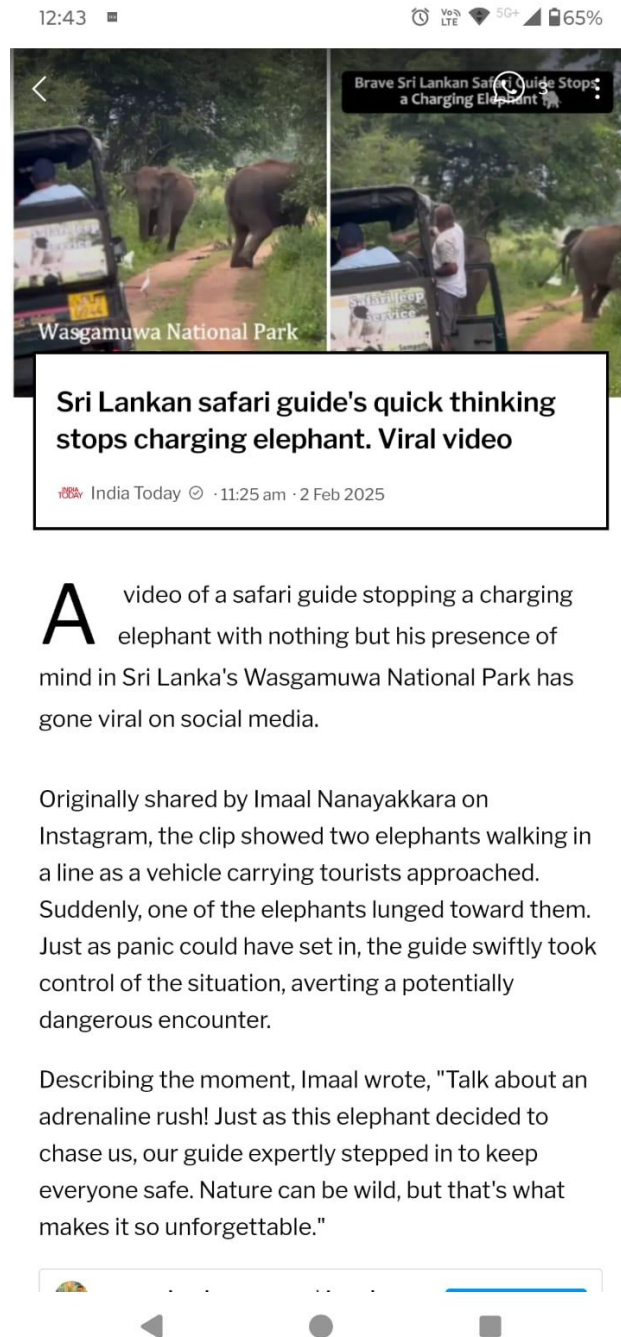 12:43
Vo))
LTE
5G+
65%
Brave Sri Lankan Safari Guide Stops
a Charging Elephant
3
Wasgamuwa National Park
Safari Jeep
Service
Sri Lankan safari guide's quick thinking
stops charging elephant. Viral video
INDIA
TODAY
India Today · 11:25 am · 2 Feb 2025
A video of a safari guide stopping a charging
elephant with nothing but his presence of
mind in Sri Lanka's Wasgamuwa National Park has
gone viral on social media.
Originally shared by Imaal Nanayakkara on
Instagram, the clip showed two elephants walking in
a line as a vehicle carrying tourists approached.
Suddenly, one of the elephants lunged toward them.
Just as panic could have set in, the guide swiftly took
control of the situation, averting a potentially
dangerous encounter.
Describing the moment, Imaal wrote, "Talk about an
adrenaline rush! Just as this elephant decided to
chase us, our guide expertly stepped in to keep
everyone safe. Nature can be wild, but that's what
makes it so unforgettable."